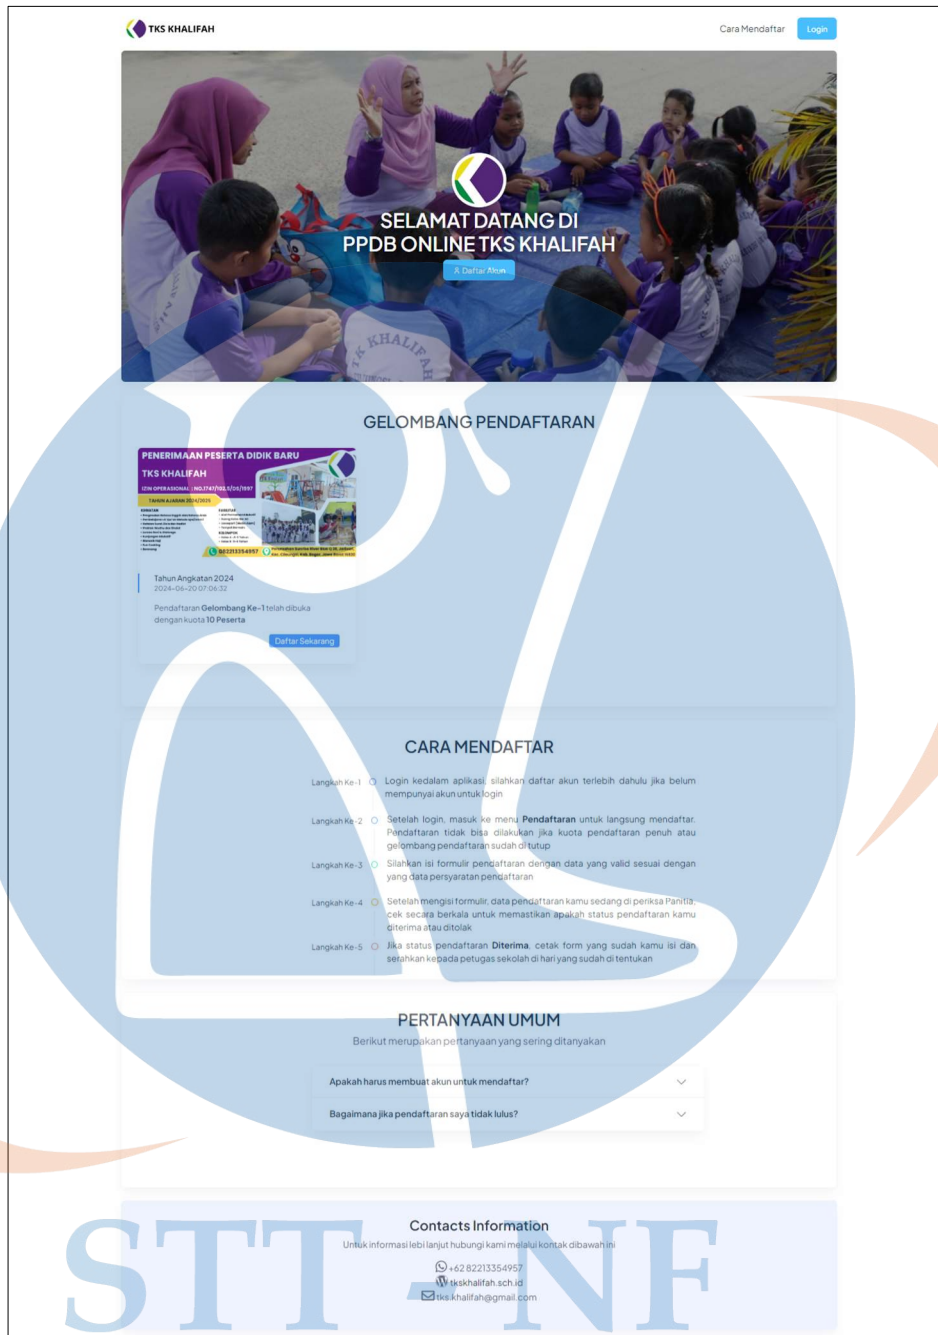 TKS KHALIFAH
Cara Mendaftar
Login
SELAMAT DATANG DI
PPDB ONLINE TKS KHALIFAH
Daftar Akun
TK KHALIFAH
GELOMBANG PENDAFTARAN
PENERIMAAN PESERTA DIDIK BARU
TKS KHALIFAH
TAHUN AJARAN 2024/2025
082213354957
Tahun Angkatan 2024
2024-06-20 07:06:32
Pendaftaran Gelombang Ke-1 telah dibuka
dengan kuota 10 Peserta
Daftar Sekarang
CARA MENDAFTAR
Langkah Ke-1
Login kedalam aplikasi, silahkan daftar akun terlebih dahulu jika belum
mempunyai akun untuk login
Langkah Ke-2
Setelah login, masuk ke menu Pendaftaran untuk langsung mendaftar.
Pendaftaran tidak bisa dilakukan jika kuota pendaftaran penuh atau
gelombang pendaftaran sudah di tutup
Langkah Ke-3
Silahkan isi formulir pendaftaran dengan data yang valid sesuai dengan
yang data persyaratan pendaftaran
Langkah Ke-4
Setelah mengisi formulir, data pendaftaran kamu sedang di periksa Panitia,
cek secara berkala untuk memastikan apakah status pendaftaran kamu
diterima atau ditolak
Langkah Ke-5
Jika status pendaftaran Diterima, cetak form yang sudah kamu isi dan
serahkan kepada petugas sekolah di hari yang sudah di tentukan
PERTANYAAN UMUM
Berikut merupakan pertanyaan yang sering ditanyakan
Apakah harus membuat akun untuk mendaftar?
Bagaimana jika pendaftaran saya tidak lulus?
Contacts Information
Untuk informasi lebi lanjut hubungi kami melalui kontak dibawah ini
+62 82213354957
tkskhalifah.sch.id
tks.khalifah@gmail.com
STT - NF